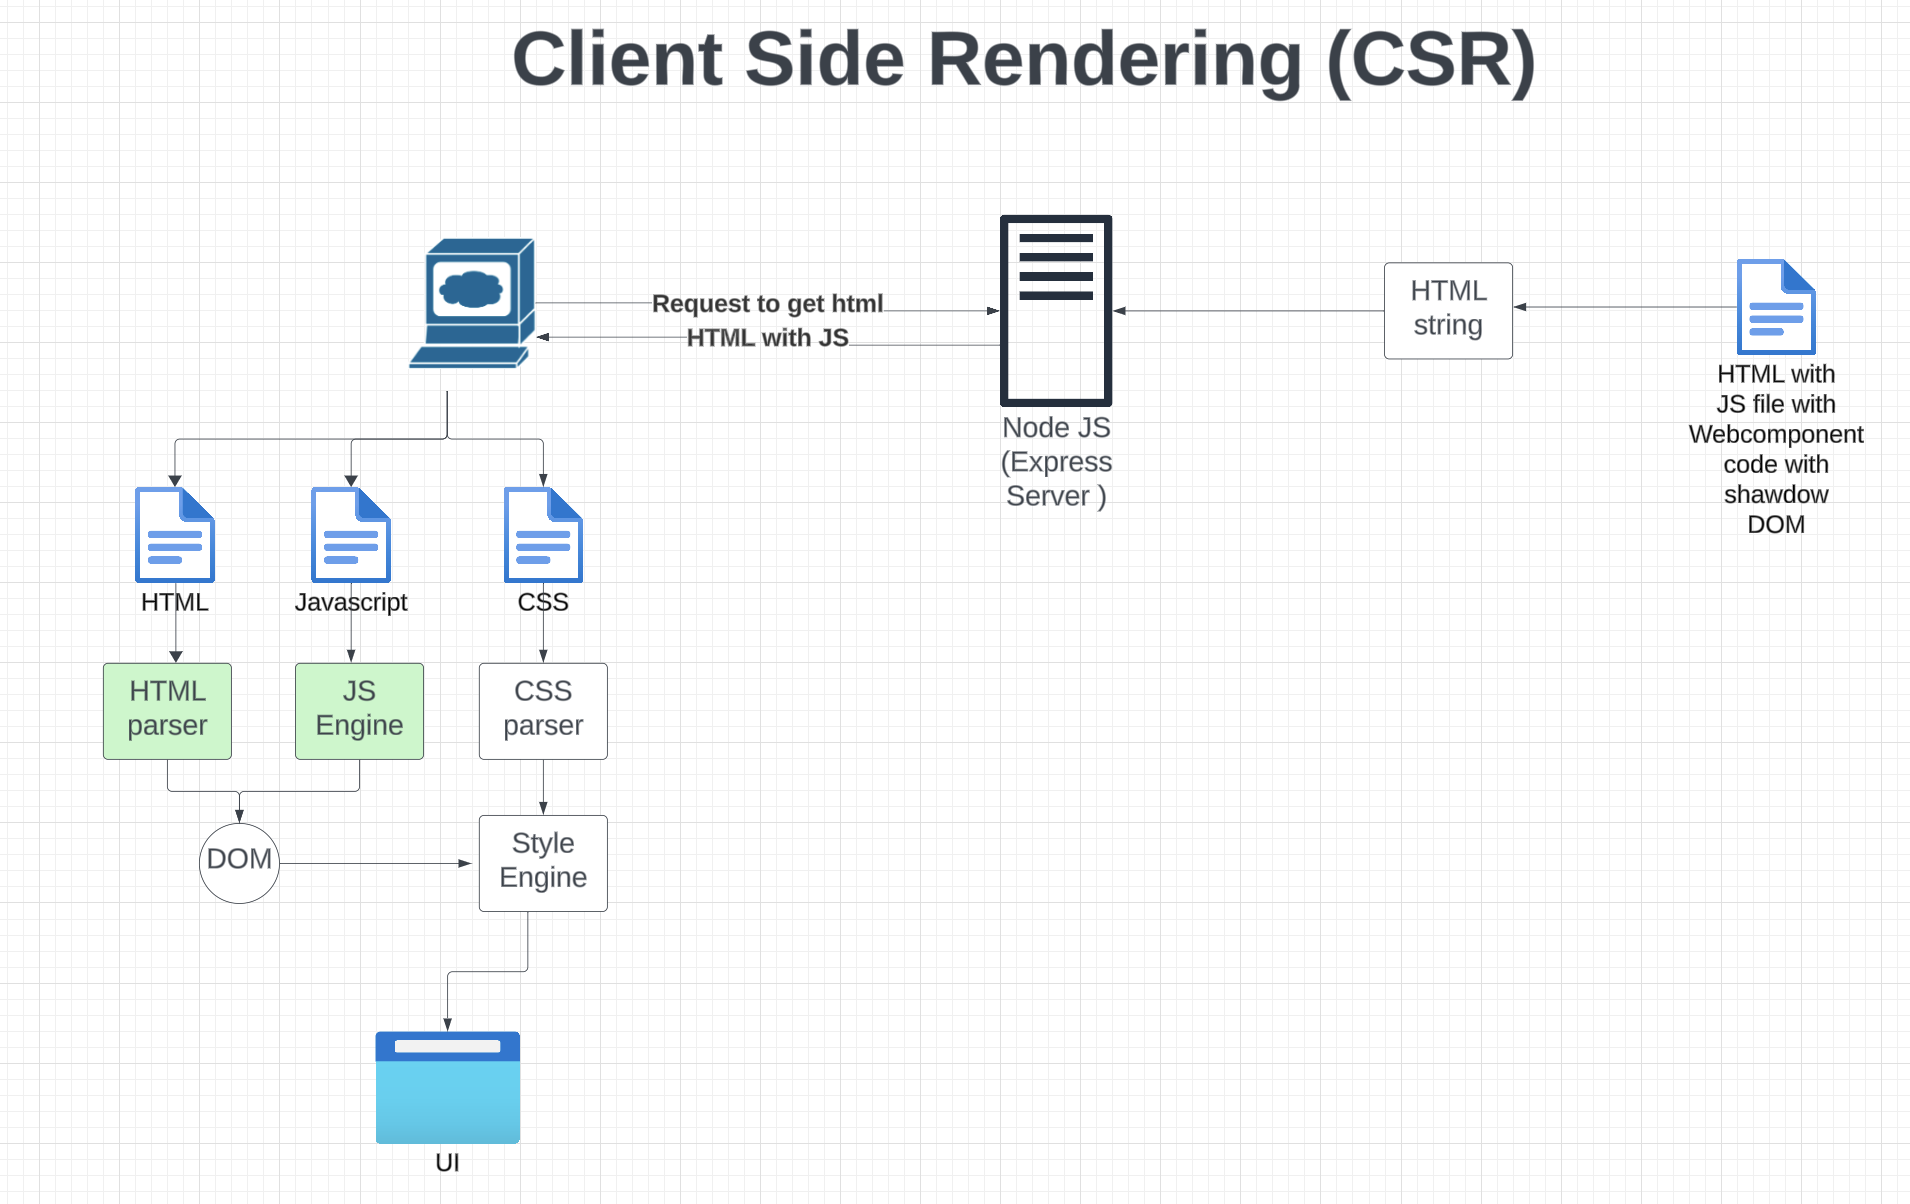 Client Side Rendering (CSR)
Request to get html
HTML with JS
Node JS
(Express
Server )
HTML
string
HTML with
JS file with
Webcomponent
code with
shawdow
DOM
HTML
Javascript
CSS
HTML
parser
JS
Engine
CSS
parser
DOM
Style
Engine
UI